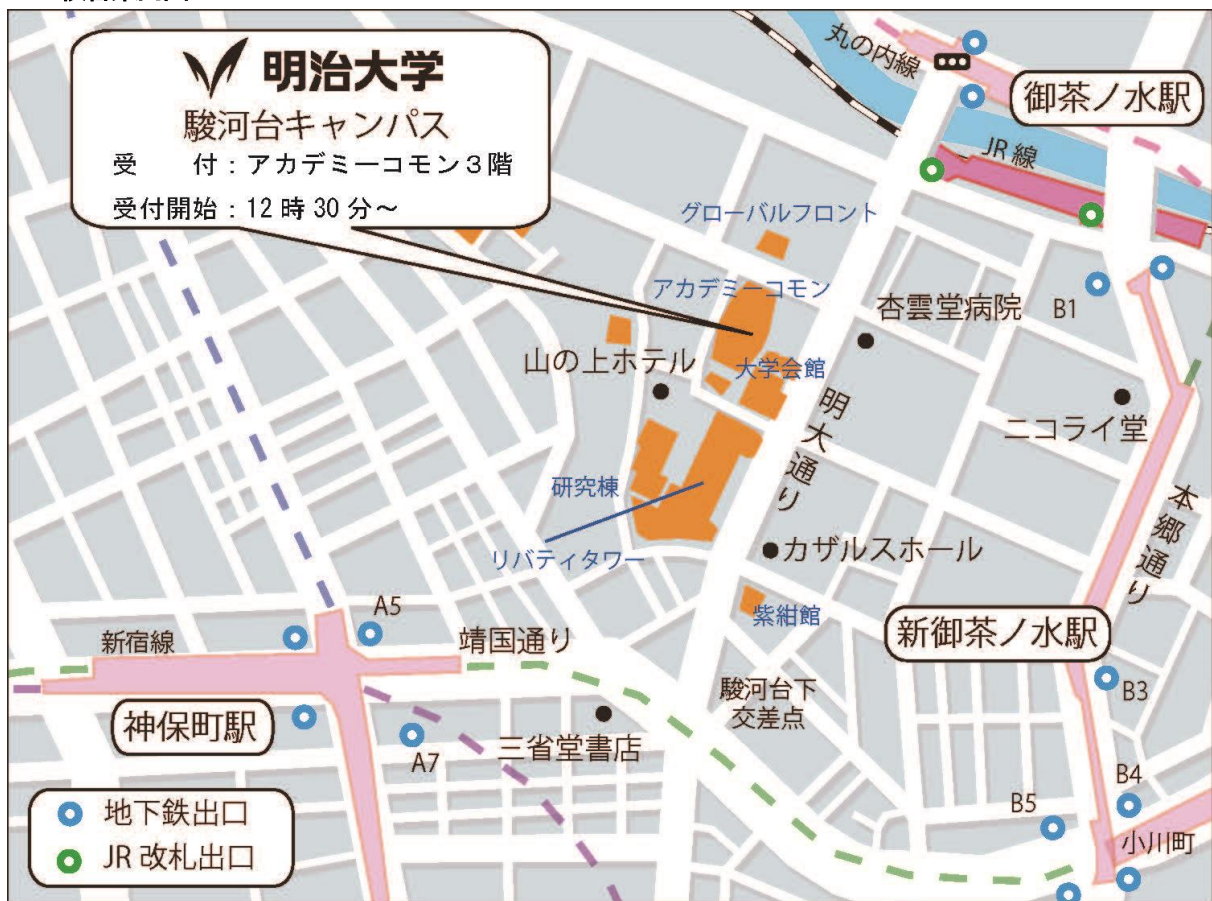 明治大学
駿河台キャンパス
受　　付：アカデミーコモン３階
受付開始：12 時 30 分～
丸の内線
御茶ノ水駅
JR 線
グローバルフロント
アカデミーコモン
杏雲堂病院
B1
山の上ホテル
大学会館
明大通り
ニコライ堂
研究棟
本郷通り
リバティタワー
カザルスホール
紫紺館
新御茶ノ水駅
A5
新宿線
靖国通り
駿河台下
交差点
B3
神保町駅
A7
三省堂書店
B4
B5
小川町
地下鉄出口
JR 改札出口